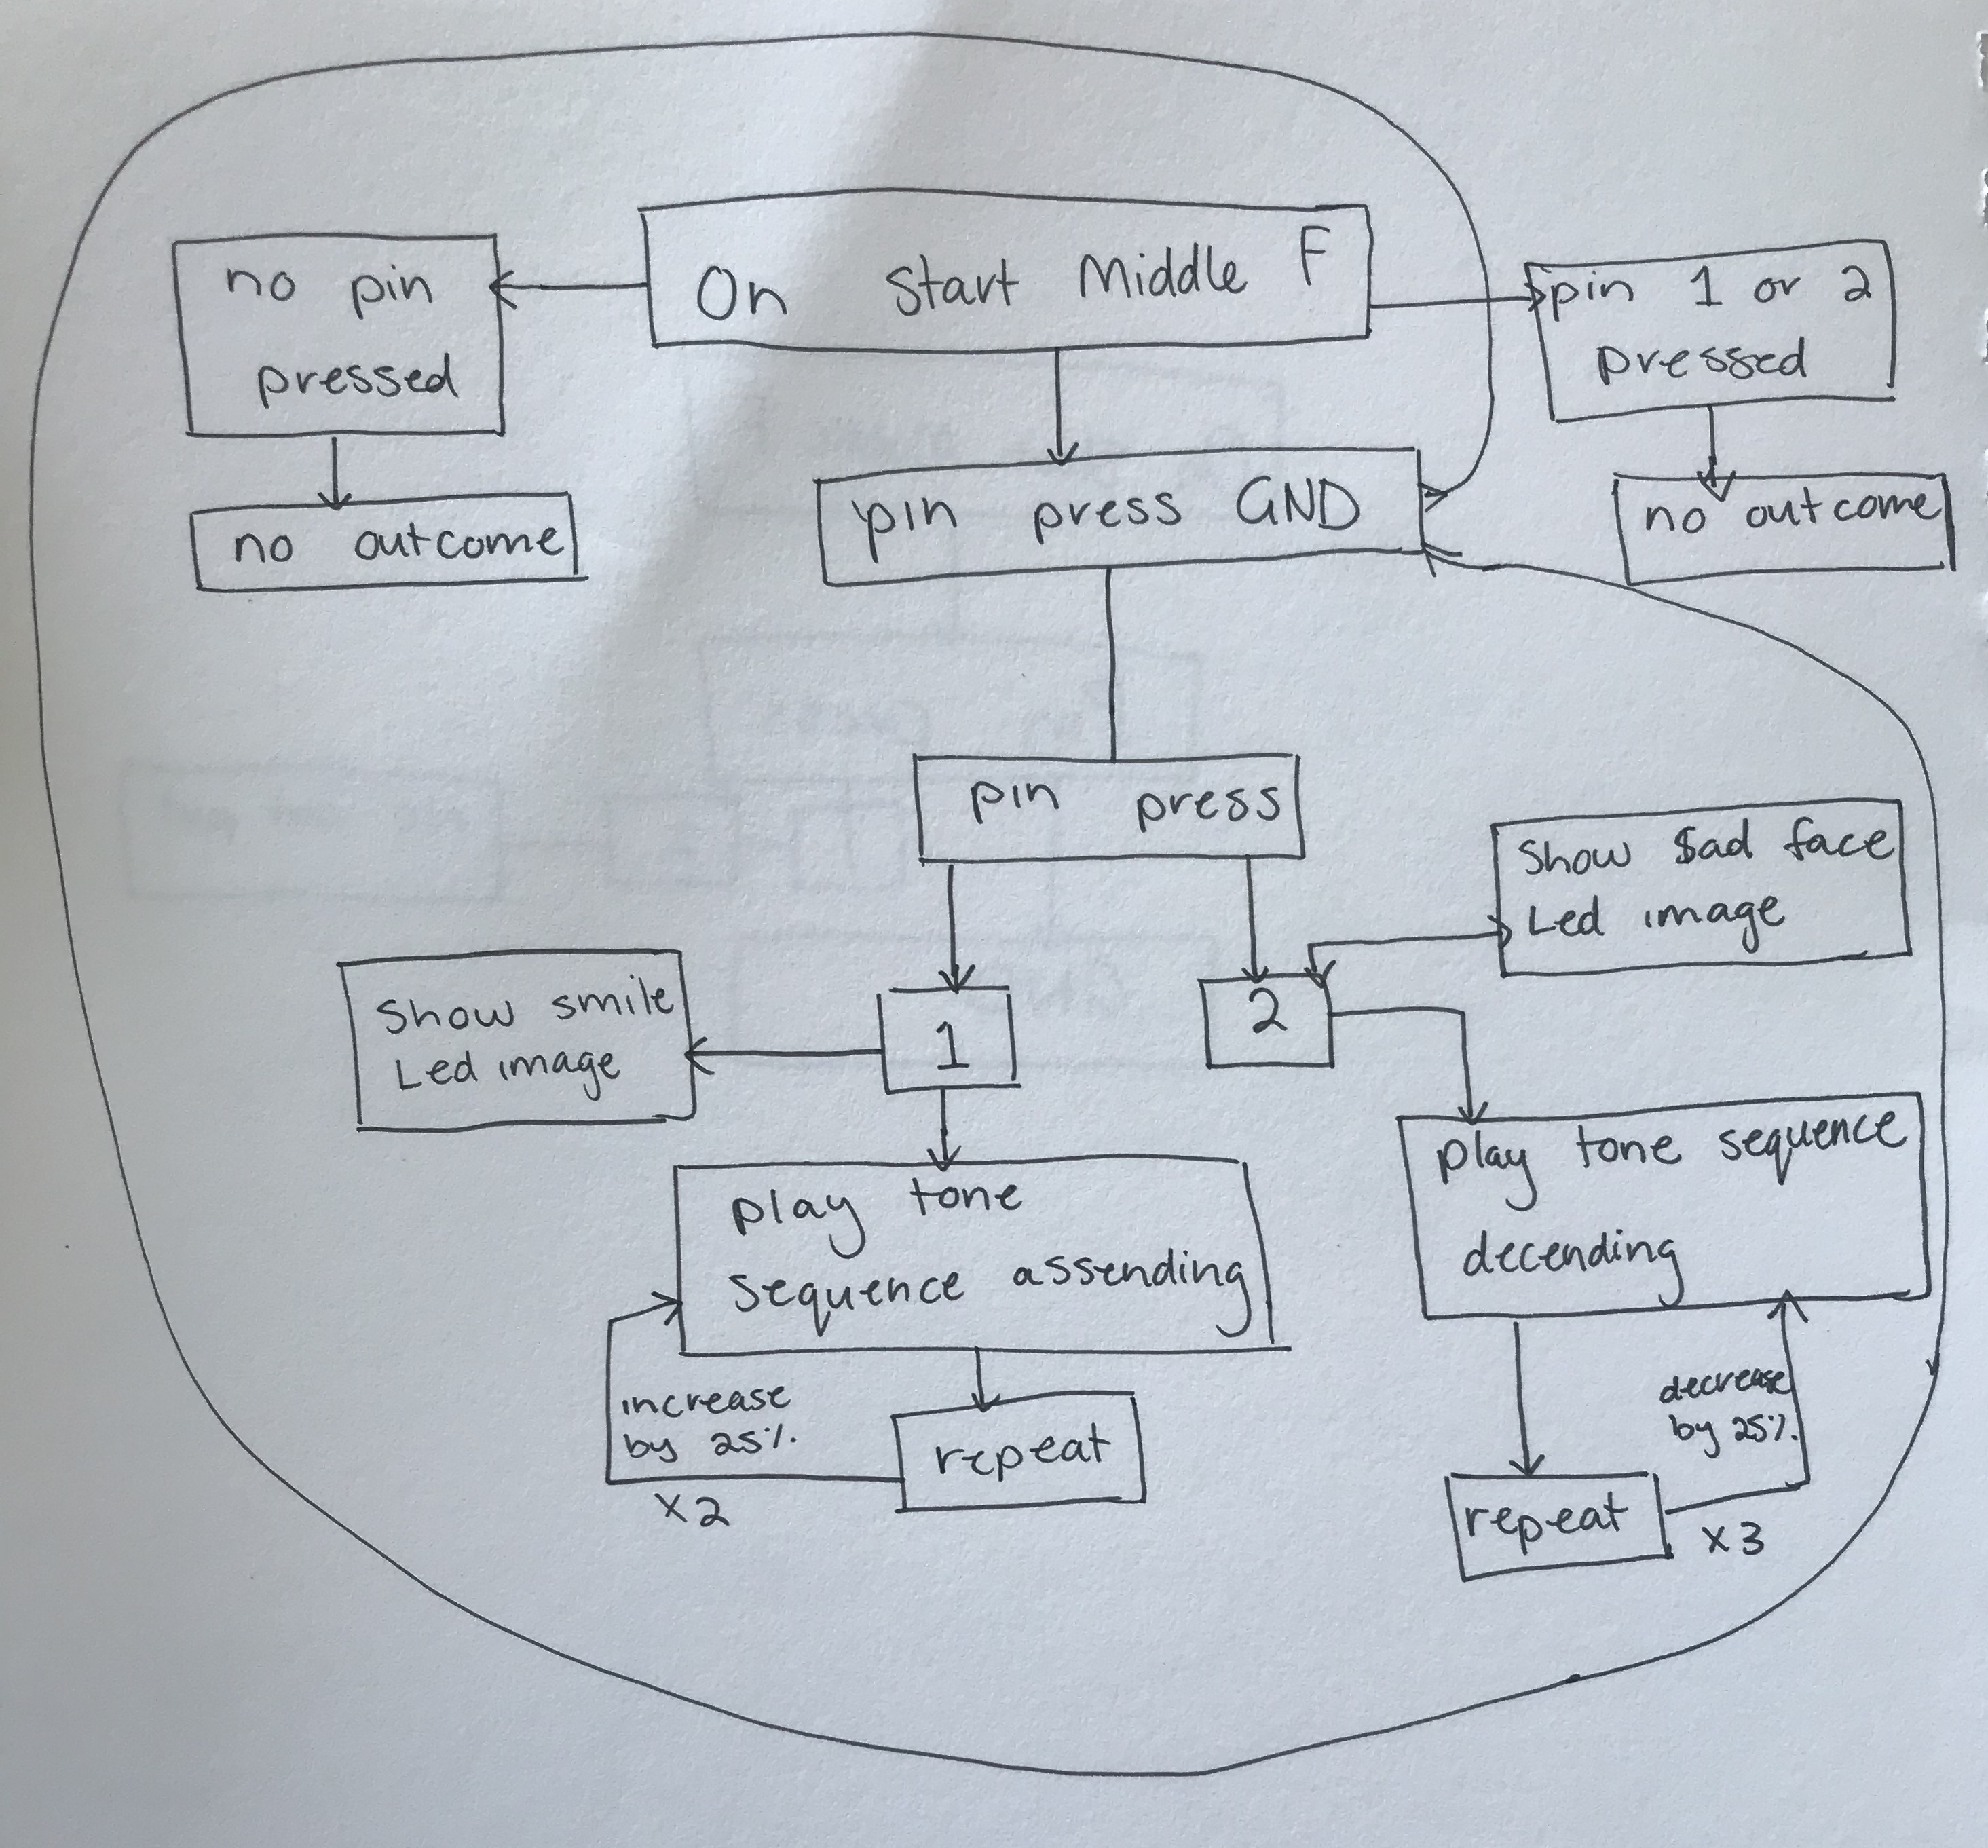 On start Middle F
no pin
pressed
no outcome
pin 1 or 2
pressed
no outcome
pin press GND
pin press
Show sad face
Led image
Show smile
Led image
1
2
play tone
sequence assending
increase
by 25%.
x2
repeat
play tone sequence
decending
decrease
by 25%.
repeat
x3